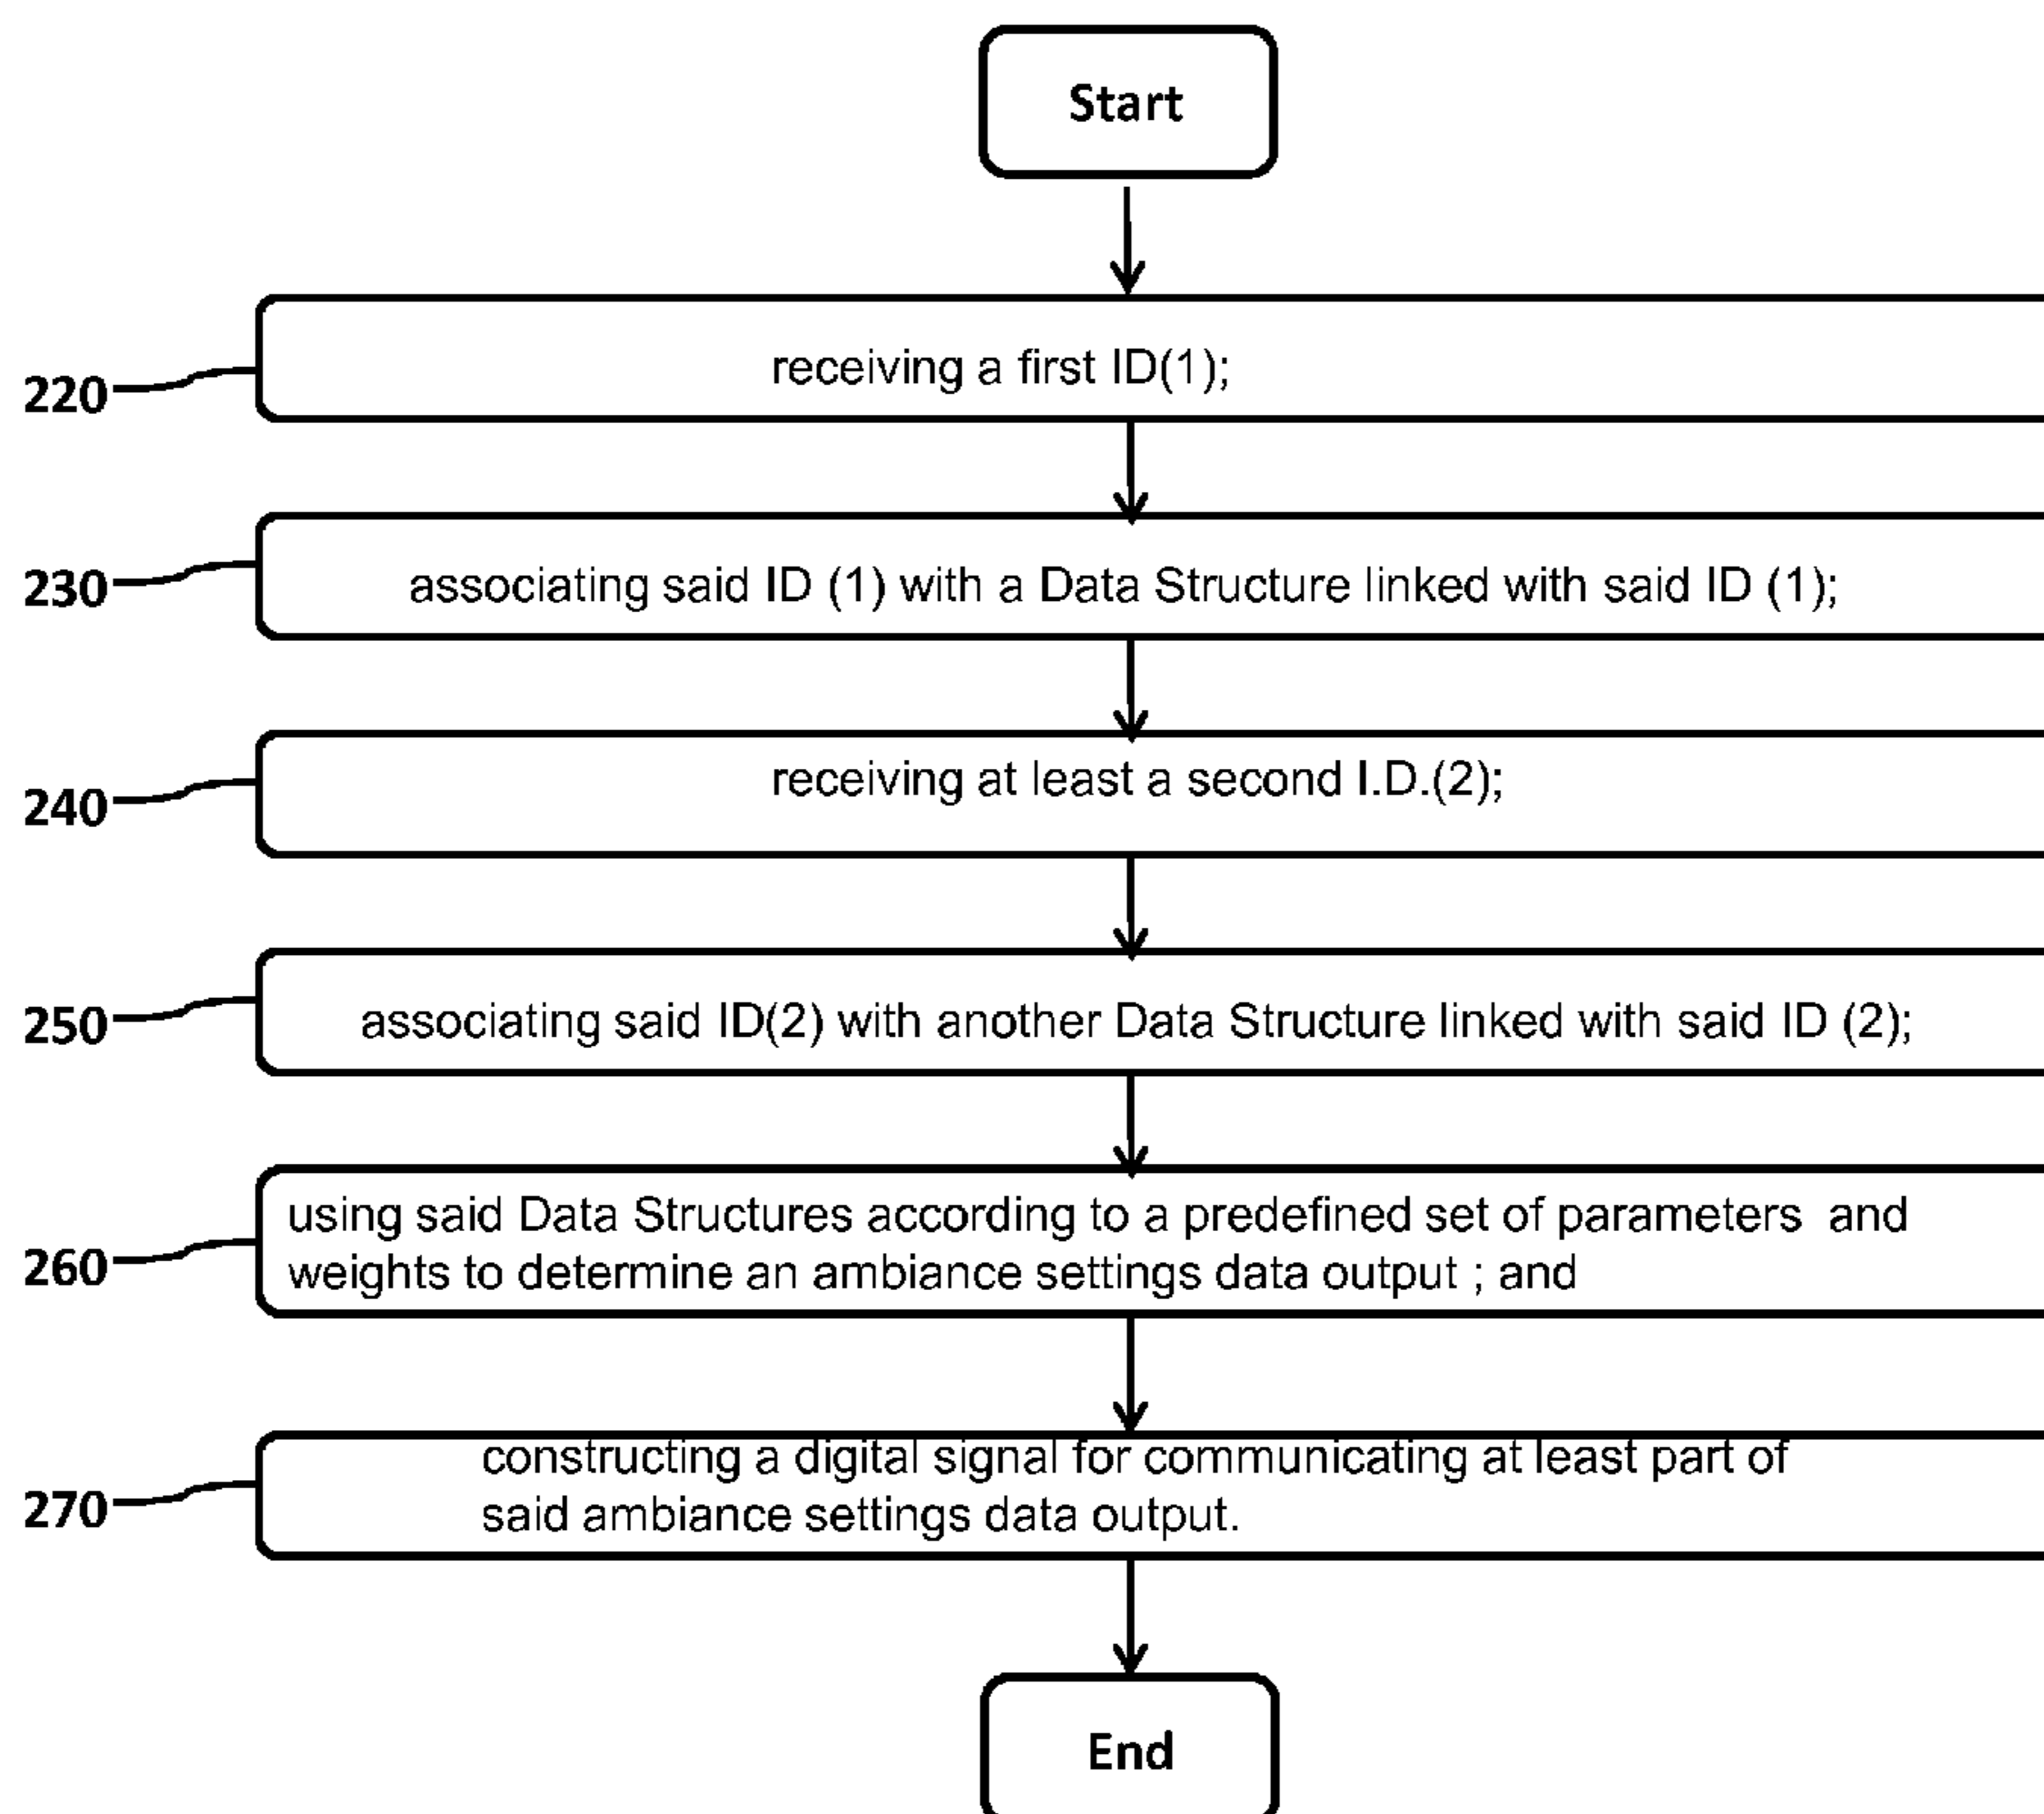 Start
220
receiving a first ID(1);
230
associating said ID (1) with a Data Structure linked with said ID (1);
240
receiving at least a second I.D.(2);
250
associating said ID(2) with another Data Structure linked with said ID (2);
260
using said Data Structures according to a predefined set of parameters  and
weights to determine an ambiance settings data output ; and
270
constructing a digital signal for communicating at least part of
said ambiance settings data output.
End